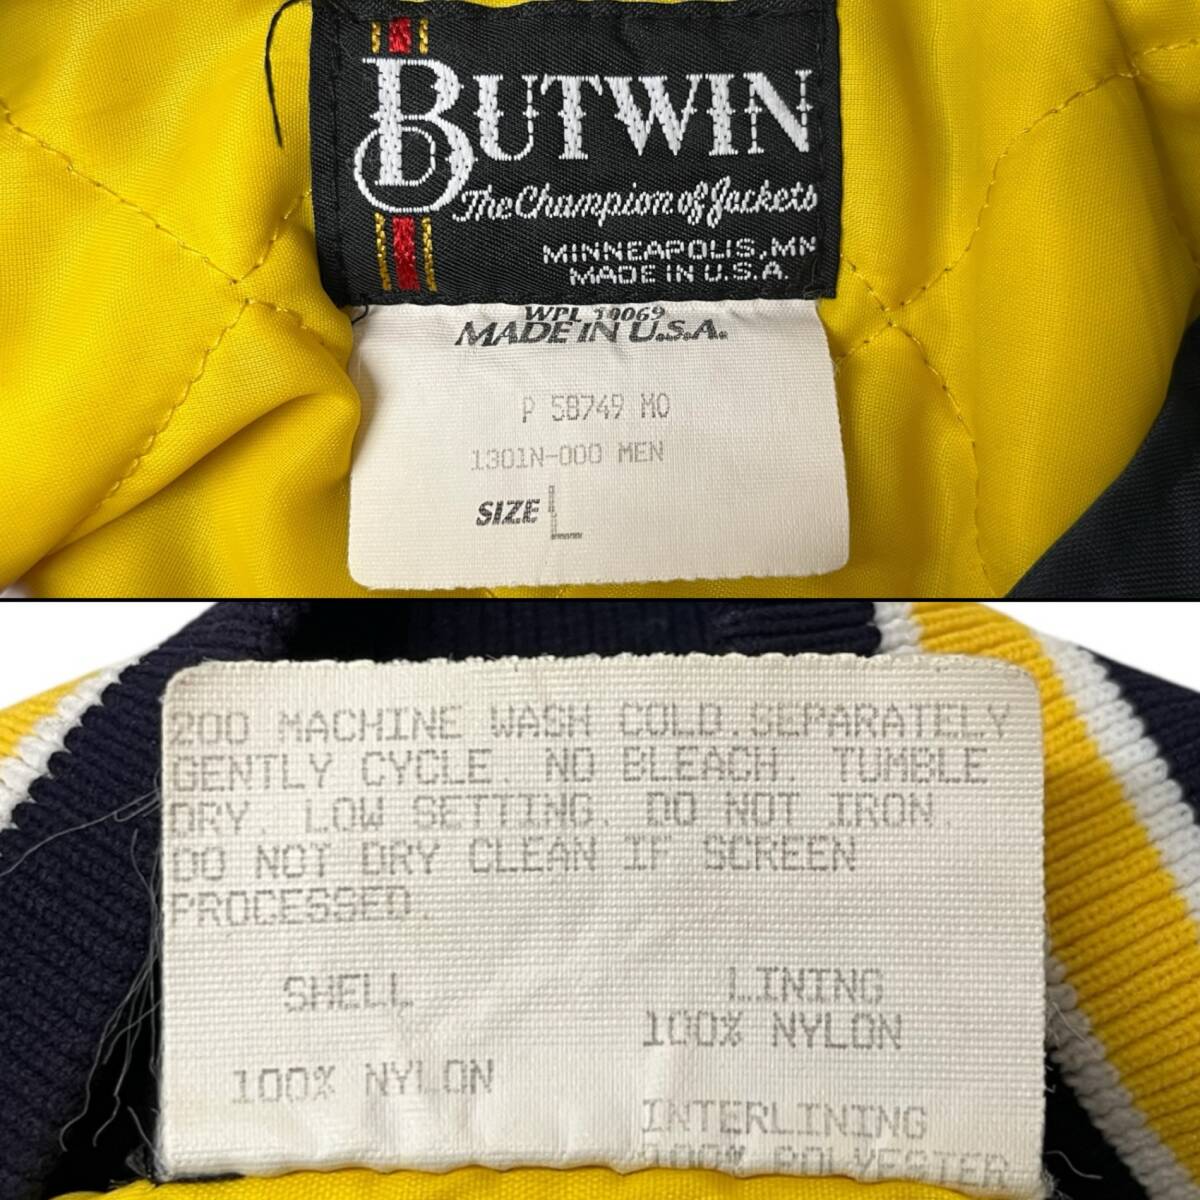 BUTWIN
The Champion of Jackets
MINNEAPOLIS, MN
MADE IN U.S.A.
WPL 10069
MADE IN U.S.A.
P 58749 MO
1301N-000 MEN
SIZE L
200 MACHINE WASH COLD. SEPARATELY
GENTLY CYCLE. NO BLEACH. TUMBLE
DRY. LOW SETTING. DO NOT IRON.
DO NOT DRY CLEAN IF SCREEN
PROCESSED.
SHELL
100% NYLON
LINING
100% NYLON
INTERLINING
100% POLYESTER